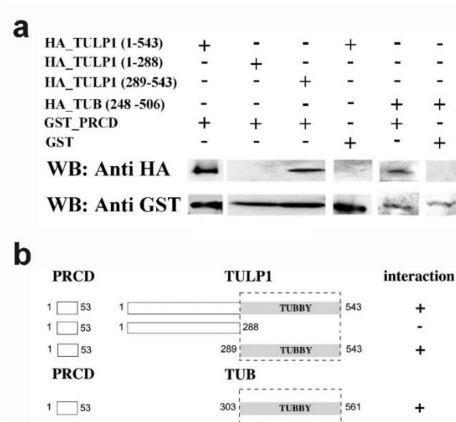 a
HA_TULP1 (1-543) + - - + - -
HA_TULP1 (1-288) - + - - - -
HA_TULP1 (289-543) - - + - - -
HA_TUB (248 -506) - - - - + +
GST_PRCD + + + - + -
GST - - - + - +
WB: Anti HA
WB: Anti GST
b
PRCD TULP1 interaction
1 53 1 TUBBY 543 +
1 53 1 288 -
1 53 289 TUBBY 543 +
PRCD TUB
1 53 303 TUBBY 561 +